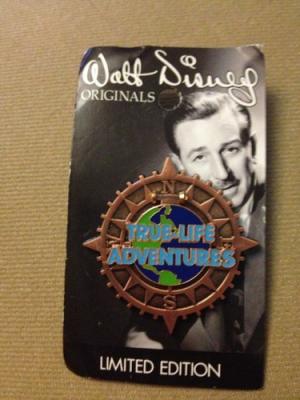 Walt Disney
ORIGINALS
N
TRUE-LIFE
ADVENTURES
S
LIMITED EDITION